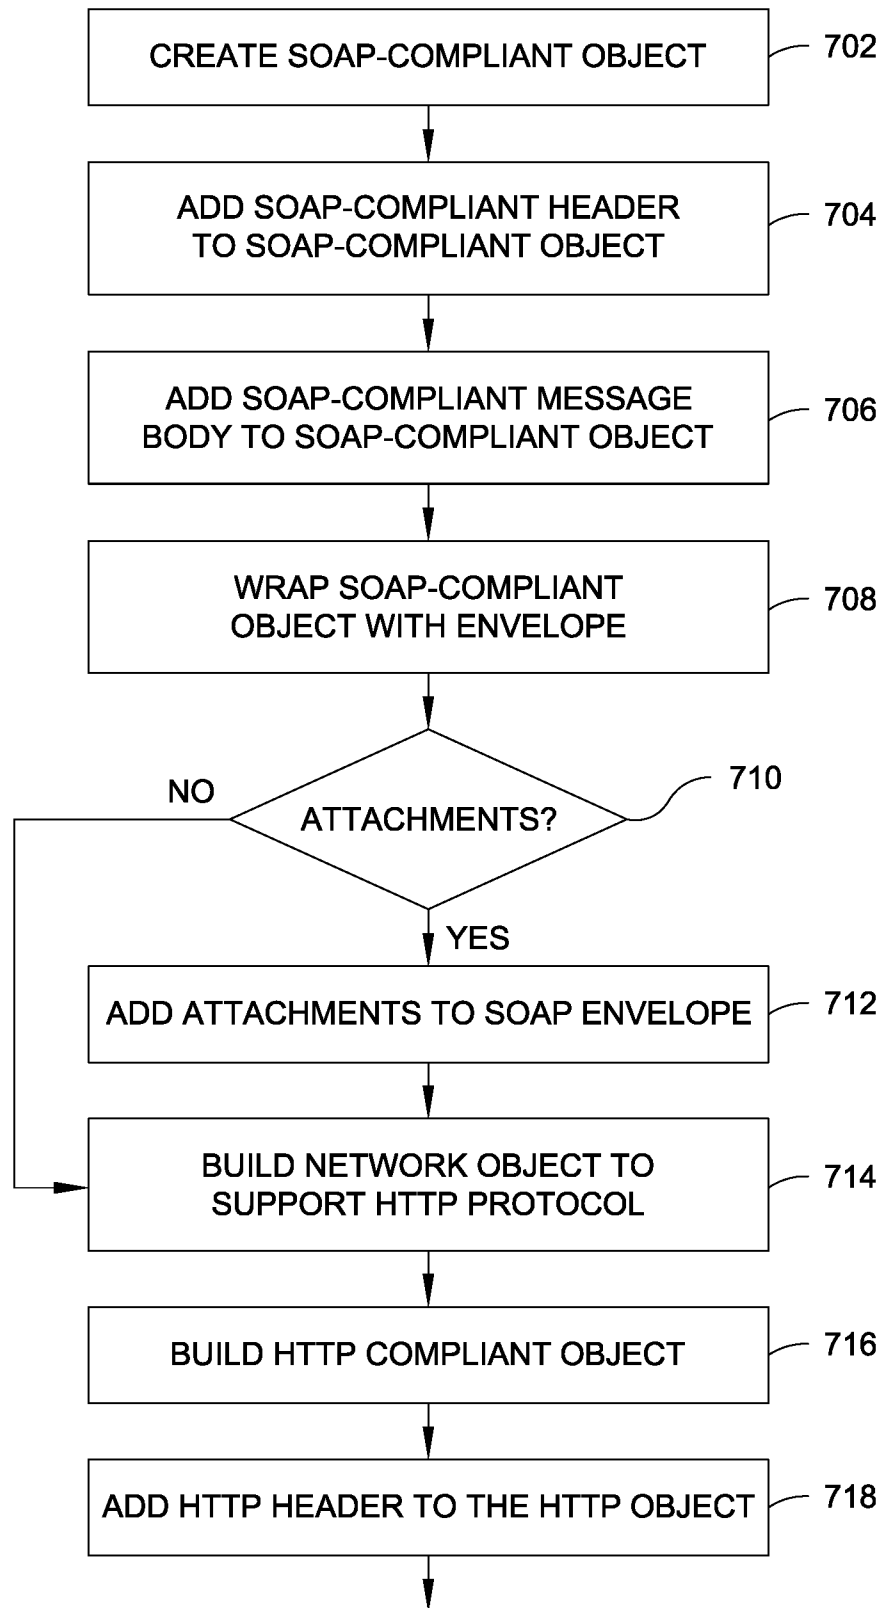 CREATE SOAP-COMPLIANT OBJECT
702
ADD SOAP-COMPLIANT HEADER
TO SOAP-COMPLIANT OBJECT
704
ADD SOAP-COMPLIANT MESSAGE
BODY TO SOAP-COMPLIANT OBJECT
706
WRAP SOAP-COMPLIANT
OBJECT WITH ENVELOPE
708
NO
ATTACHMENTS?
710
YES
ADD ATTACHMENTS TO SOAP ENVELOPE
712
BUILD NETWORK OBJECT TO
SUPPORT HTTP PROTOCOL
714
BUILD HTTP COMPLIANT OBJECT
716
ADD HTTP HEADER TO THE HTTP OBJECT
718